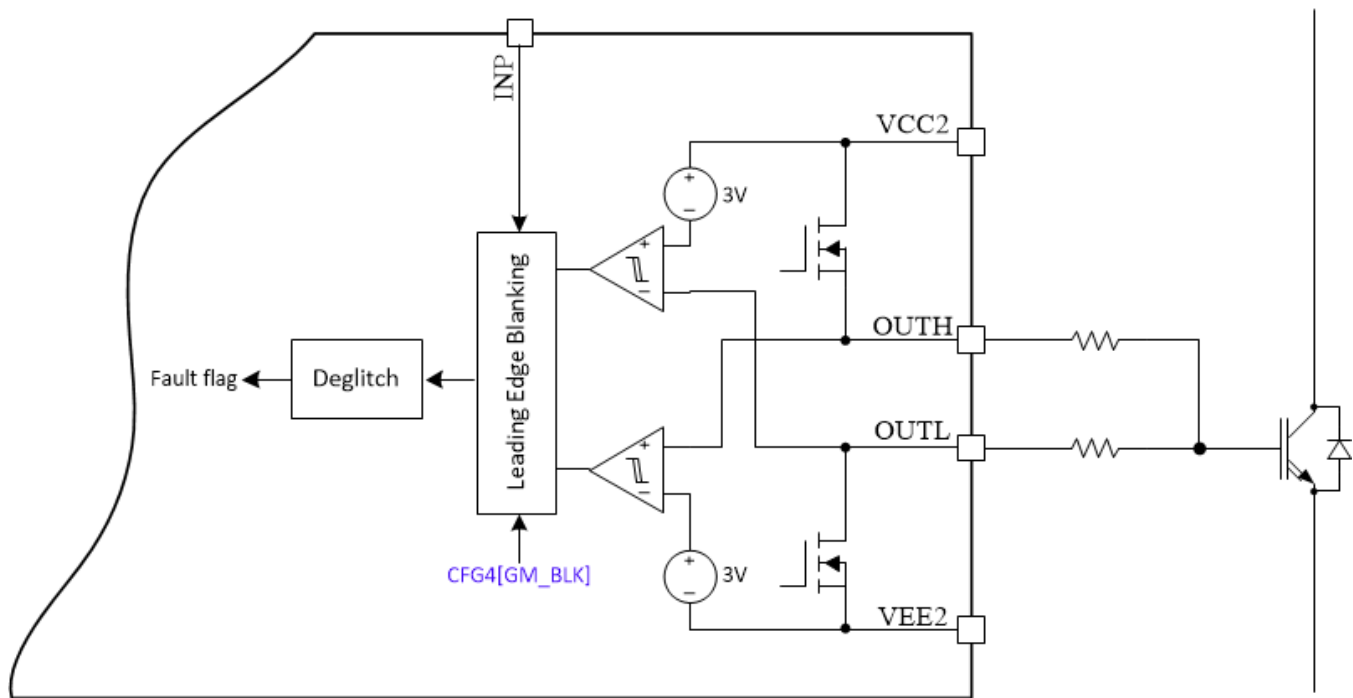 INP
VCC2
+
3V
−
+
−
Leading Edge Blanking
OUTH
Fault flag
Deglitch
OUTL
+
−
CFG4[GM_BLK]
+
3V
−
VEE2